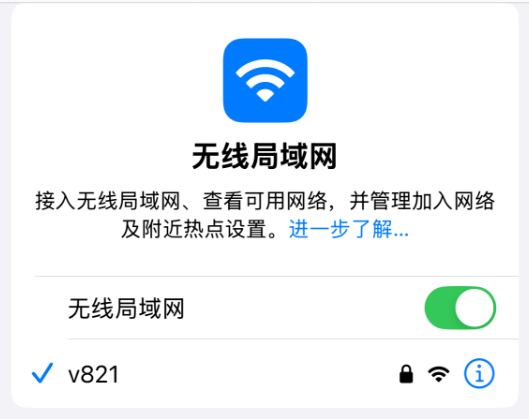 无线局域网
接入无线局域网、查看可用网络，并管理加入网络
及附近热点设置。进一步了解...
无线局域网
v821